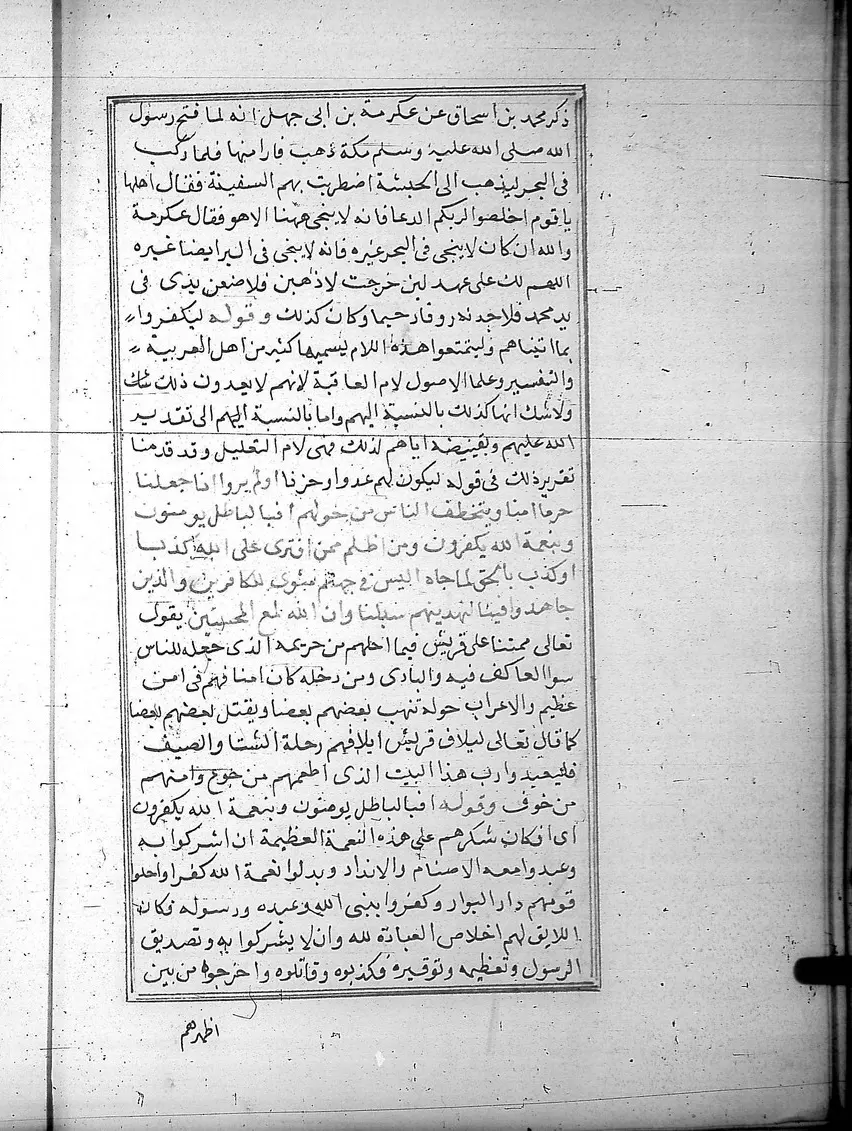 ذكر محمد بن اسحاق عن عكرمة بن ابى جهل انه لما فتح رسول
الله صلى الله عليه وسلم مكة ذهب فارا منها فلما ركب
فى البحر ليذهب الى الحبشة اضطربت بهم السفينة فقال اهلها
يا قوم اخلصوا لربكم الدعا فانه لا ينجى ههنا الا هو فقال عكرمة
والله ان كان لا ينجى فى البحر غيره فانه لا ينجى فى البر ايضا غيره
اللهم لك على عهد لين خرجت لاذهبن فلاضعن يدى فى
يد محمد فلاجدنه روفا رحيما وكان كذلك وقوله ليكفروا
بما اتيناهم وليتمتعوا هذه اللام يسميها كثير من اهل العربية
والتفسير وعلما الاصول لام العاقبة لانهم لا يعدون ذلك شك
ولا شك انها كذلك بالنسبة اليهم واما بالنسبة اليهم الى تقدير
الله عليهم وبقيضه اياهم لذلك فهى لام التعليل وقد قدمنا
تقرير ذلك فى قوله ليكون لهم عدوا وحزنا اولم يروا انا جعلنا
حرما امنا ويتخطف الناس من حولهم افبالباطل يومنون
وبنعمة الله يكفرون ومن اظلم ممن افترى على الله كذبا
او كذب بالحق لما جاه اليس فى جهنم مثوى للكافرين والذين
جاهدوا فينا لنهدينهم سبلنا وان الله لمع المحسنين يقول
تعالى ممتنا على قريش فيما احلهم من حريمه الذى جعله للناس
سوا العاكف فيه والبادى ومن دخله كان امنا فهم فى امن
عظيم والاعراب حوله تنهب بعضهم بعضا ويقتل بعضهم بعضا
كما قال تعالى ليلاف قريش ايلافهم رحلة الشتا والصيف
فليعبدوا رب هذا البيت الذى اطعمهم من جوع وامنهم
من خوف وقوله افبالباطل يومنون وبنعمة الله يكفرون
اى افكان شكرهم على هذه النعمة العظيمة ان اشركوا به
وعبدوا معه الاصنام والانداد وبدلوا نعمة الله كفرا واحلوا
قومهم دار البوار وكفروا بنبى الله وعبده ورسوله فكان
اللايق لهم اخلاص العبادة لله وان لا يشركوا به وتصديق
الرسول وتعظيمه وتوقيره فكذبوه وقاتلوه واخرجوه من بين
اظهرهم